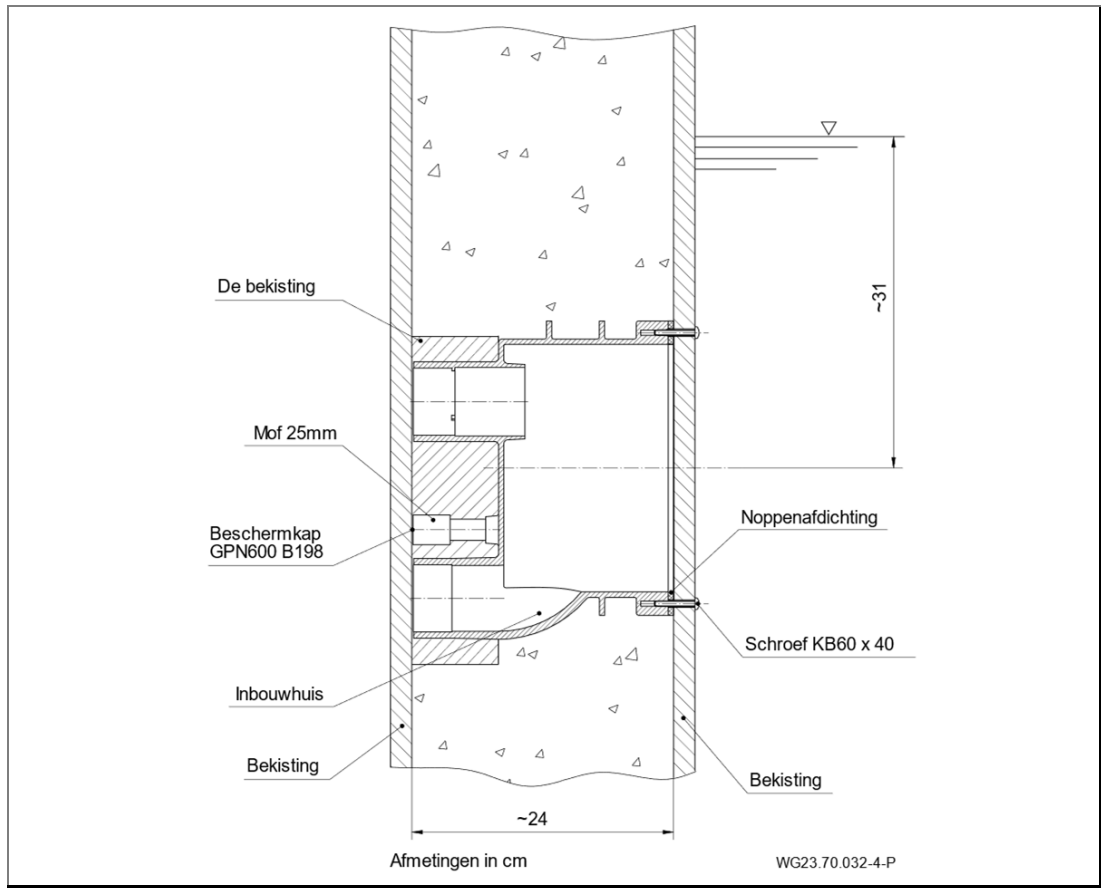 De bekisting
~31
Mof 25mm
Noppenafdichting
Beschermkap
GPN600 B198
Schroef KB60 x 40
Inbouwhuis
Bekisting
Bekisting
~24
Afmetingen in cm
WG23.70.032-4-P